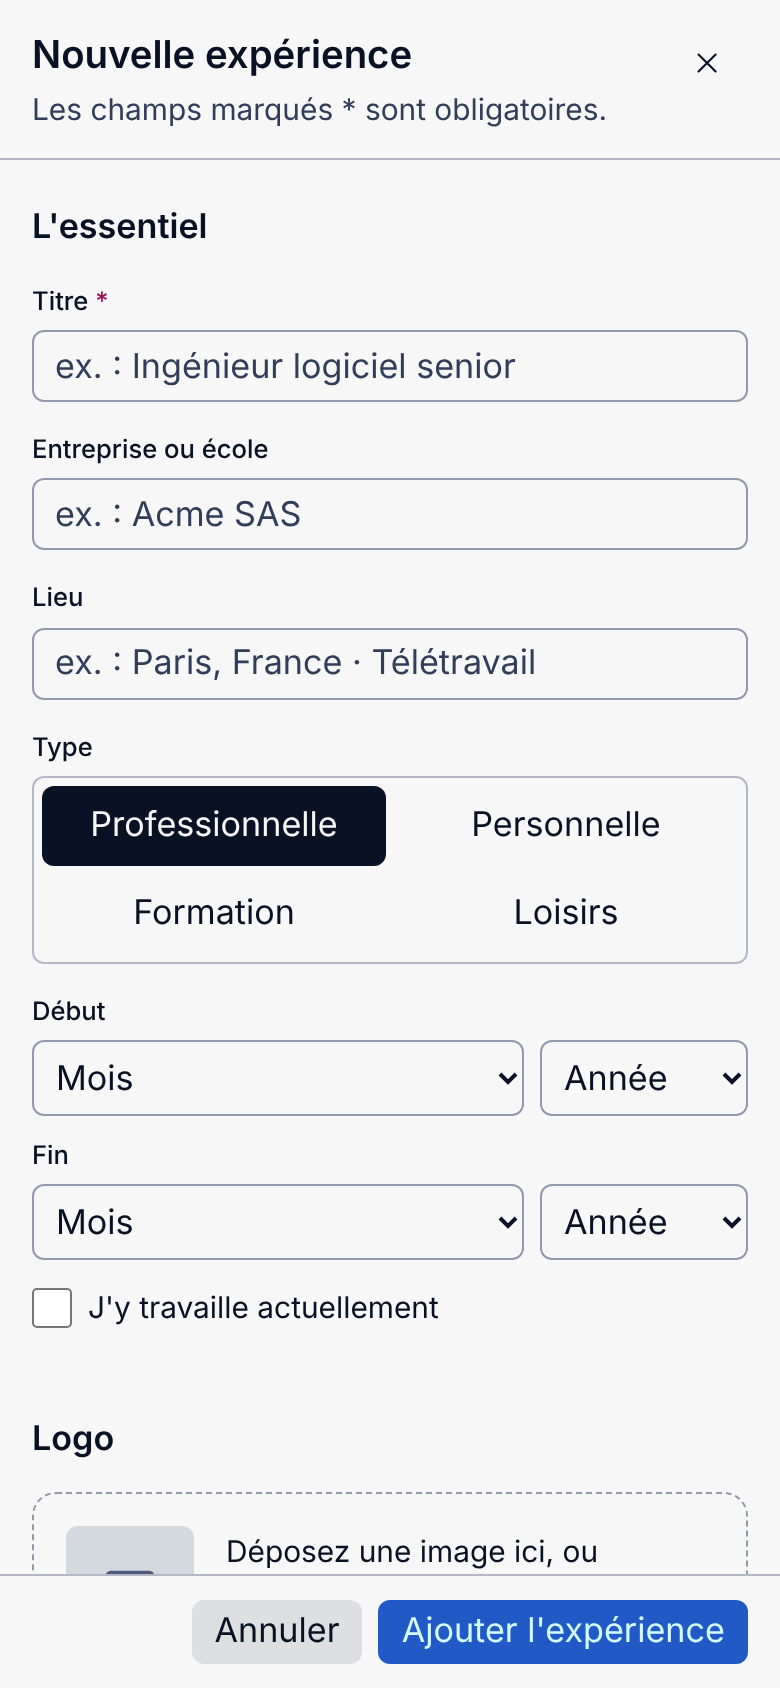 Nouvelle expérience
Les champs marqués * sont obligatoires.
L'essentiel
Titre *
ex. : Ingénieur logiciel senior
Entreprise ou école
ex. : Acme SAS
Lieu
ex. : Paris, France · Télétravail
Type
Professionnelle Personnelle
Formation Loisirs
Début
Mois Année
Fin
Mois Année
J'y travaille actuellement
Logo
Déposez une image ici, ou
Annuler Ajouter l'expérience